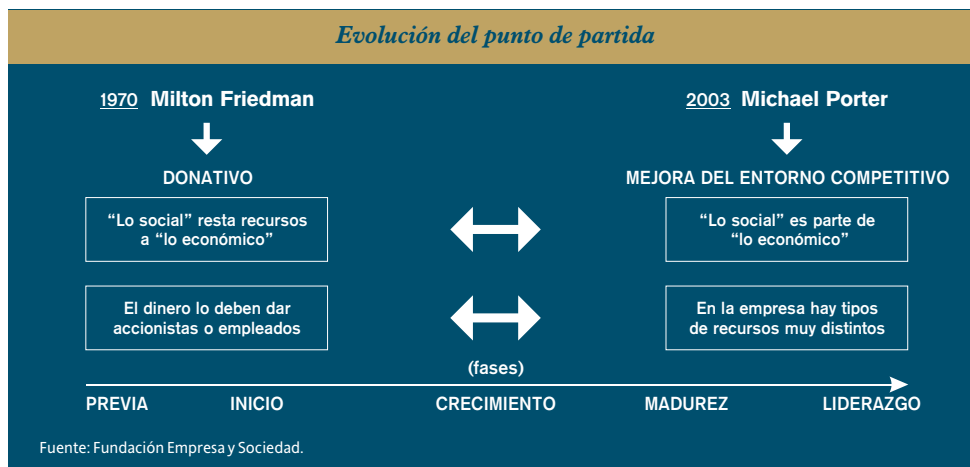 Evolución del punto de partida
1970 Milton Friedman
DONATIVO
“Lo social” resta recursos
a “lo económico”
El dinero lo deben dar
accionistas o empleados
2003 Michael Porter
MEJORA DEL ENTORNO COMPETITIVO
“Lo social” es parte de
“lo económico”
En la empresa hay tipos
de recursos muy distintos
(fases)
PREVIA INICIO CRECIMIENTO MADUREZ LIDERAZGO
Fuente: Fundación Empresa y Sociedad.